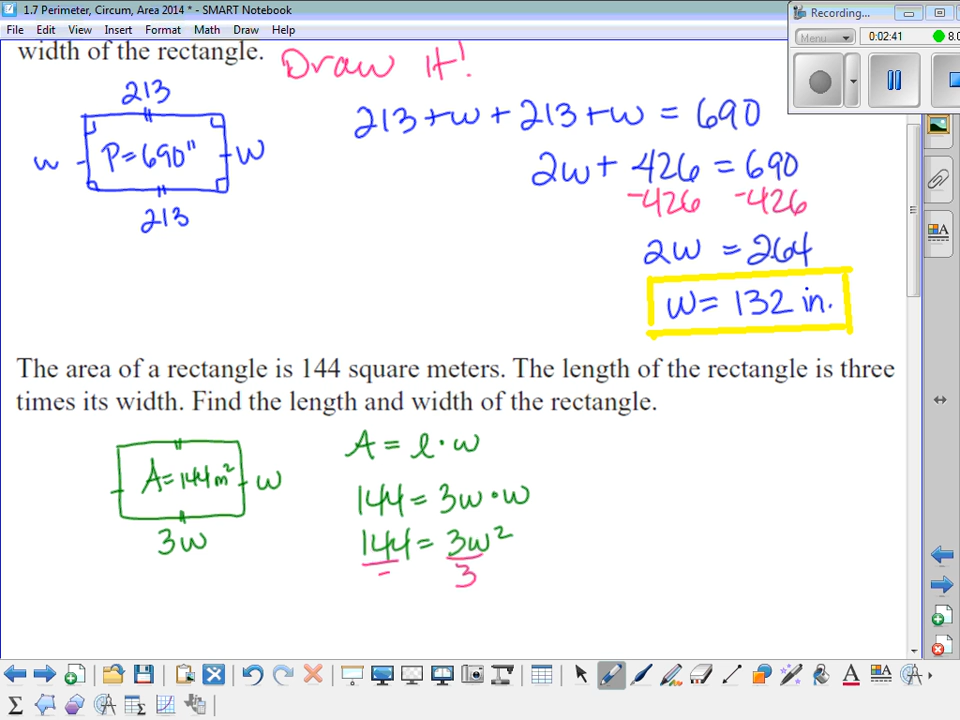 1.7 Perimeter, Circum, Area 2014 * - SMART Notebook
Recording...
File Edit View Insert Format Math Draw Help
Menu
0:02:41
8.0
width of the rectangle.
Draw it!
213
w P=690" w
213
213+w+213+w=690
2w+426=690
-426 -426
2w=264
w=132 in.
The area of a rectangle is 144 square meters. The length of the rectangle is three
times its width. Find the length and width of the rectangle.
A=144m² w
3w
A=l·w
144=3w·w
144=3w²
3